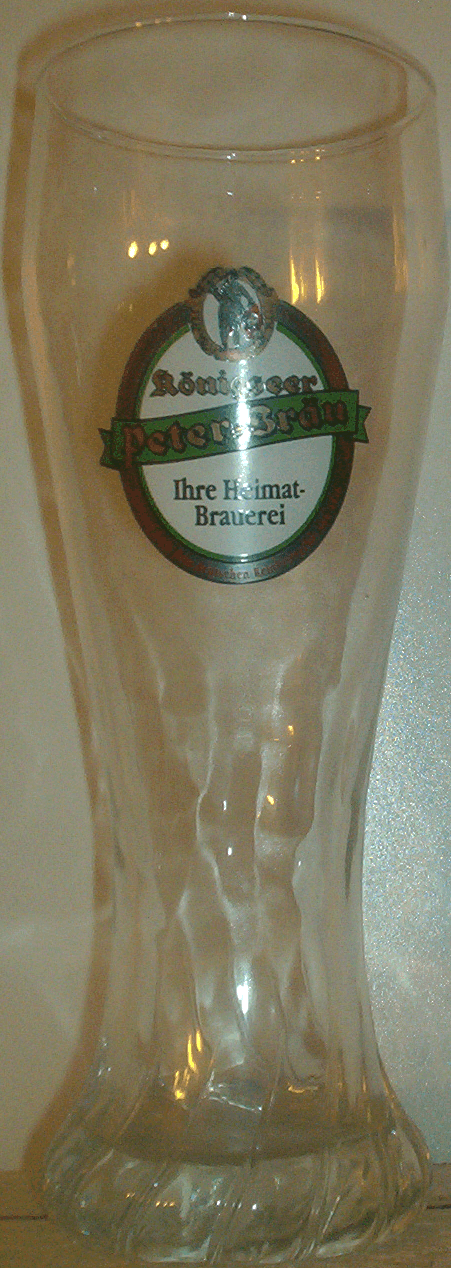 Königseer
Peter-Bräu
Ihre Heimat-
Brauerei